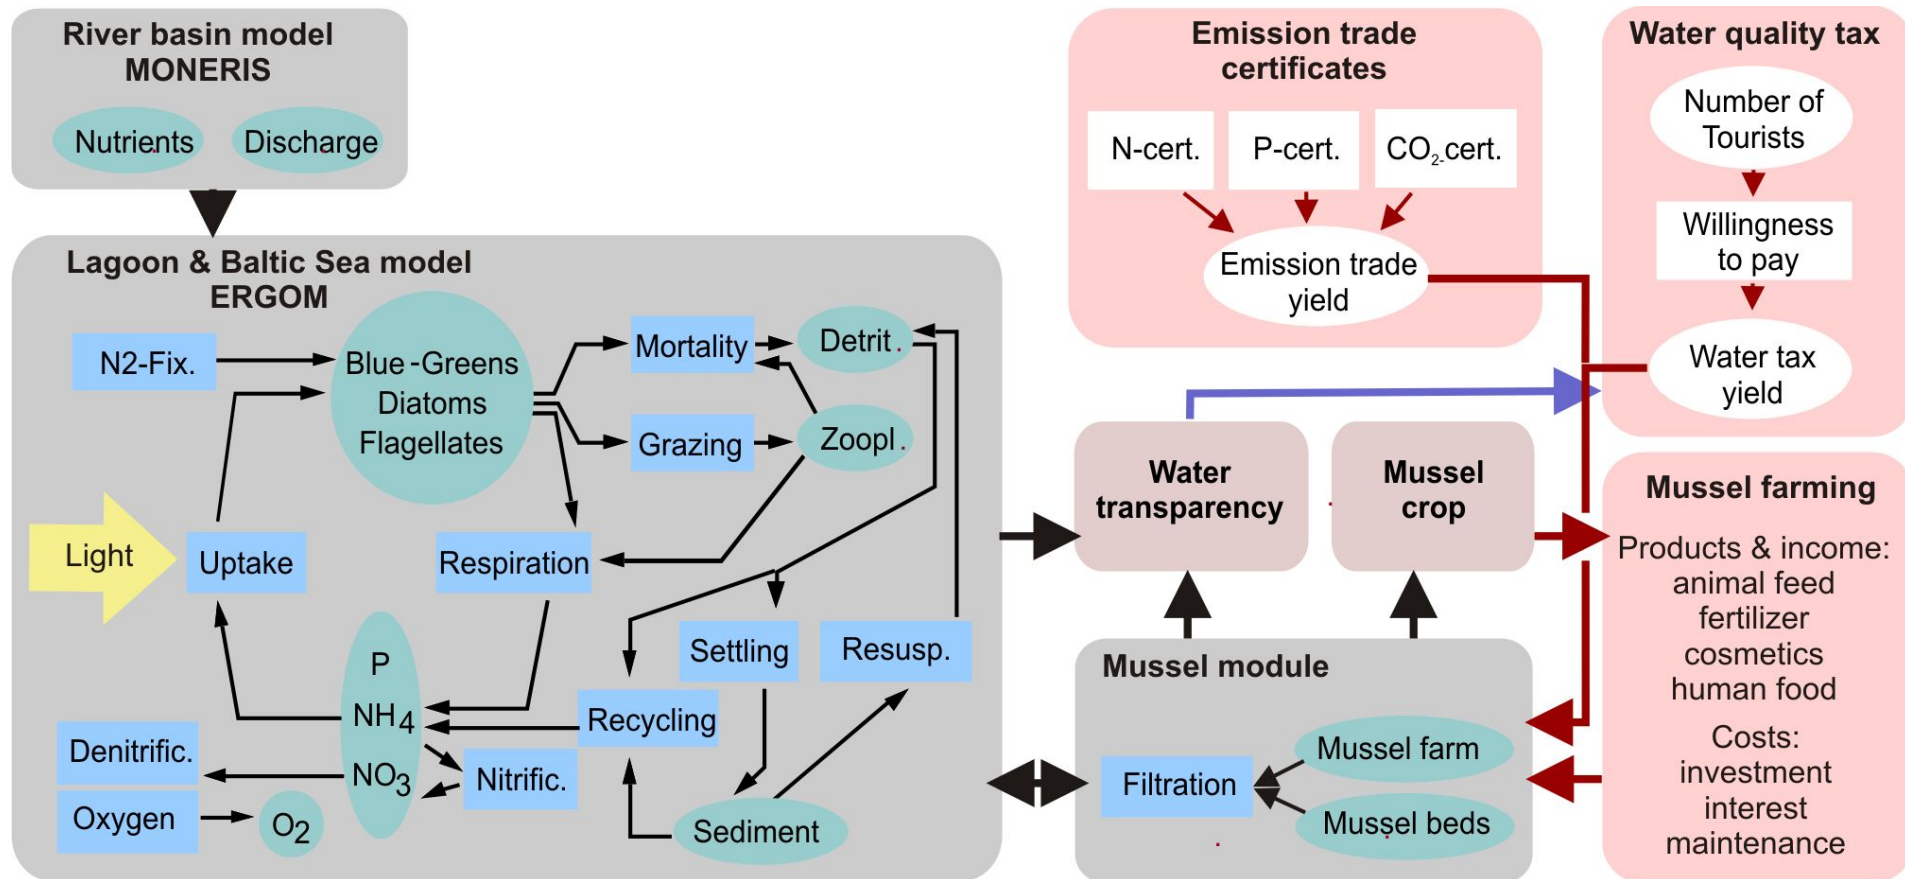 River basin model
MONERIS
Nutrients
Discharge
Lagoon & Baltic Sea model
ERGOM
N2-Fix.
Blue-Greens
Diatoms
Flagellates
Mortality
Detrit.
Grazing
Zoopl.
Light
Uptake
Respiration
P
NH4
NO3
Settling
Resusp.
Recycling
Denitrific.
Nitrific.
Oxygen
O2
Sediment
Emission trade
certificates
N-cert.
P-cert.
CO2-cert.
Emission trade
yield
Water quality tax
Number of
Tourists
Willingness
to pay
Water tax
yield
Water
transparency
Mussel
crop
Mussel farming
Products & income:
animal feed
fertilizer
cosmetics
human food
Costs:
investment
interest
maintenance
Mussel module
Filtration
Mussel farm
Mussel beds